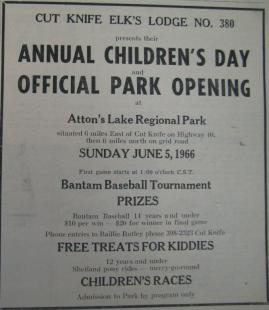 CUT KNIFE ELK'S LODGE NO. 380
presents their
ANNUAL CHILDREN'S DAY
and
OFFICIAL PARK OPENING
at
Atton's Lake Regional Park
situated 6 miles East of Cut Knife on Highway 40,
then 6 miles north on grid road
SUNDAY JUNE 5, 1966
First game starts at 1:00 o'clock C.S.T.
Bantam Baseball Tournament
PRIZES
Bantam Baseball 14 years and under
$10 per win — $20 for winner in final game
Phone entries to Baillie Rutley phone 398-2323 Cut Knife
FREE TREATS FOR KIDDIES
12 years and under
Shetland pony rides — merry-go-round
CHILDREN'S RACES
Admission to Park by program only